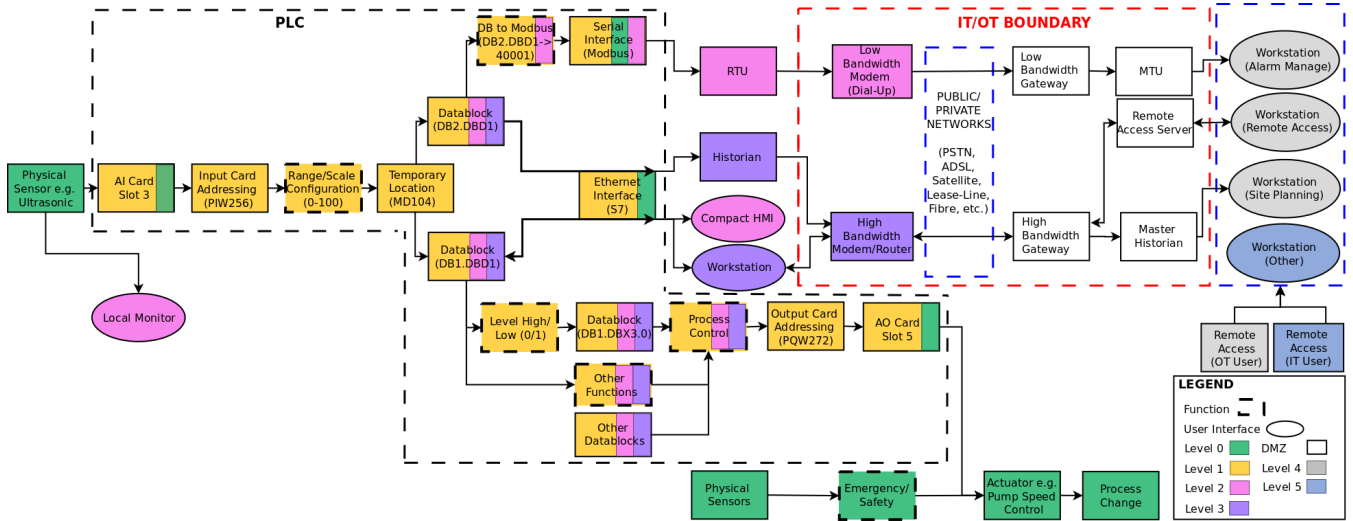 PLC
IT/OT BOUNDARY
DB to Modbus
(DB2.DBD1->
40001)
Serial
Interface
(Modbus)
RTU
Low
Bandwidth
Modem
(Dial-Up)
PUBLIC/
PRIVATE
NETWORKS
(PSTN,
ADSL,
Satellite,
Lease-Line,
Fibre, etc.)
Low
Bandwidth
Gateway
MTU
Workstation
(Alarm Manage)
Datablock
(DB2.DBD1)
Remote
Access Server
Workstation
(Remote Access)
Physical
Sensor e.g.
Ultrasonic
AI Card
Slot 3
Input Card
Addressing
(PIW256)
Range/Scale
Configuration
(0-100)
Temporary
Location
(MD104)
Ethernet
Interface
(S7)
Historian
Compact HMI
Workstation
(Site Planning)
Datablock
(DB1.DBD1)
Workstation
High
Bandwidth
Modem/Router
High
Bandwidth
Gateway
Master
Historian
Workstation
(Other)
Local Monitor
Level High/
Low (0/1)
Datablock
(DB1.DBX3.0)
Process
Control
Output Card
Addressing
(PQW272)
AO Card
Slot 5
Remote
Access
(OT User)
Remote
Access
(IT User)
Other
Functions
Other
Datablocks
Physical
Sensors
Emergency/
Safety
Actuator e.g.
Pump Speed
Control
Process
Change
LEGEND
Function
User Interface
Level 0
DMZ
Level 1
Level 4
Level 2
Level 5
Level 3